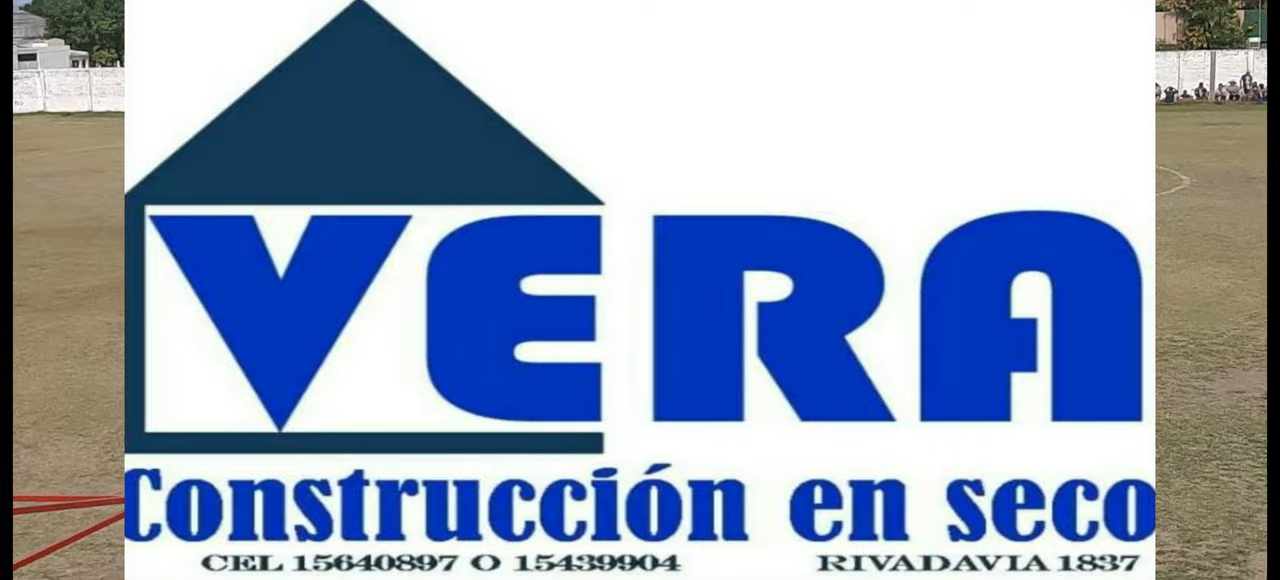 VERA
Construcción en seco
CEL 15640897 O 15439904 RIVADAVIA 1837